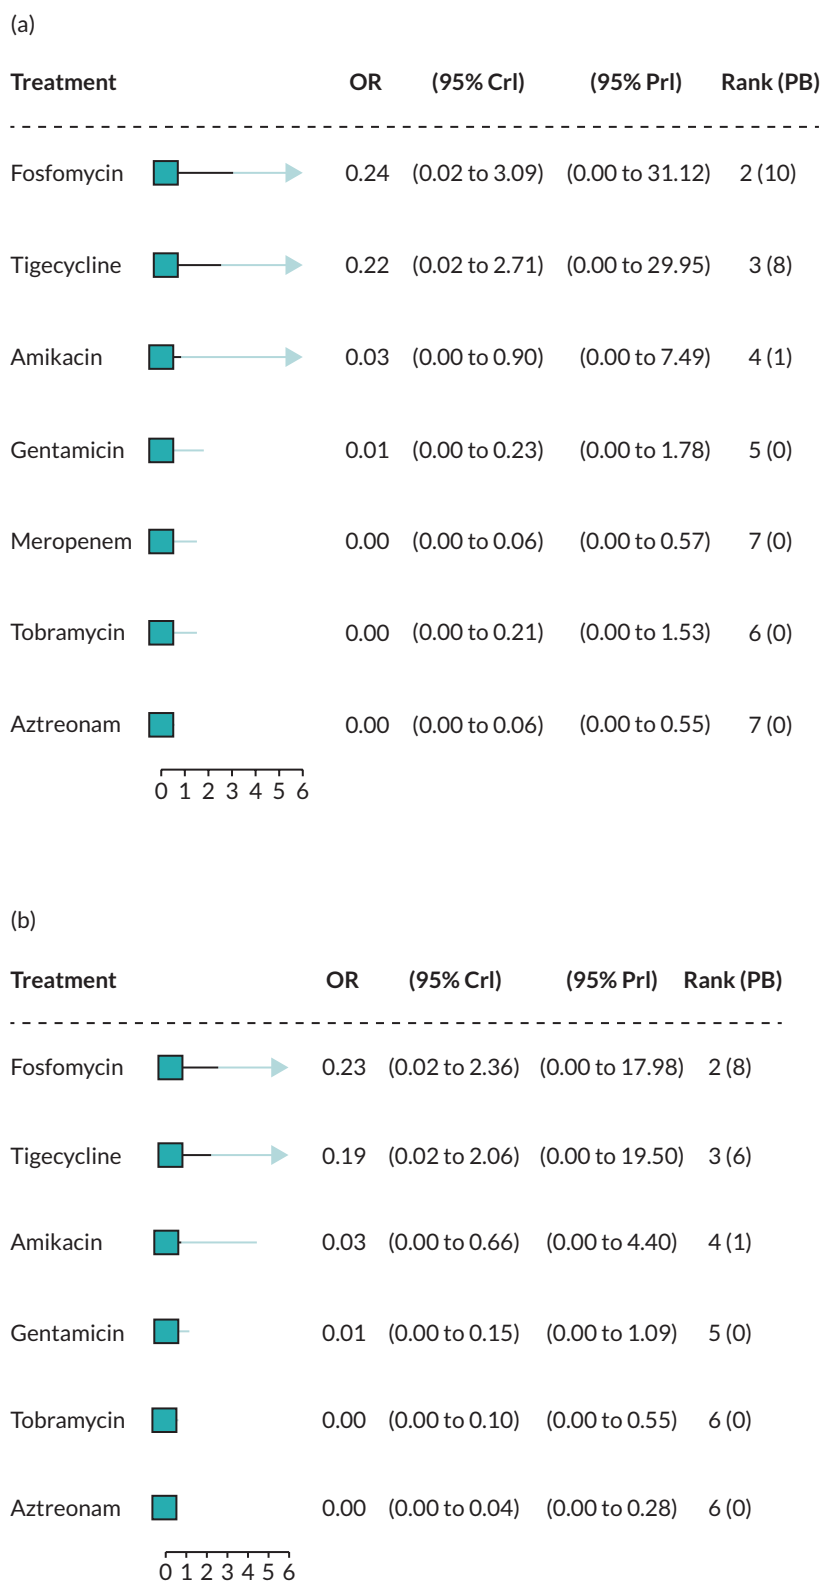 (a)
Treatment OR (95% Crl) (95% Prl) Rank (PB)
Fosfomycin 0.24 (0.02 to 3.09) (0.00 to 31.12) 2 (10)
Tigecycline 0.22 (0.02 to 2.71) (0.00 to 29.95) 3 (8)
Amikacin 0.03 (0.00 to 0.90) (0.00 to 7.49) 4 (1)
Gentamicin 0.01 (0.00 to 0.23) (0.00 to 1.78) 5 (0)
Meropenem 0.00 (0.00 to 0.06) (0.00 to 0.57) 7 (0)
Tobramycin 0.00 (0.00 to 0.21) (0.00 to 1.53) 6 (0)
Aztreonam 0.00 (0.00 to 0.06) (0.00 to 0.55) 7 (0)
0 1 2 3 4 5 6
(b)
Treatment OR (95% Crl) (95% Prl) Rank (PB)
Fosfomycin 0.23 (0.02 to 2.36) (0.00 to 17.98) 2 (8)
Tigecycline 0.19 (0.02 to 2.06) (0.00 to 19.50) 3 (6)
Amikacin 0.03 (0.00 to 0.66) (0.00 to 4.40) 4 (1)
Gentamicin 0.01 (0.00 to 0.15) (0.00 to 1.09) 5 (0)
Tobramycin 0.00 (0.00 to 0.10) (0.00 to 0.55) 6 (0)
Aztreonam 0.00 (0.00 to 0.04) (0.00 to 0.28) 6 (0)
0 1 2 3 4 5 6